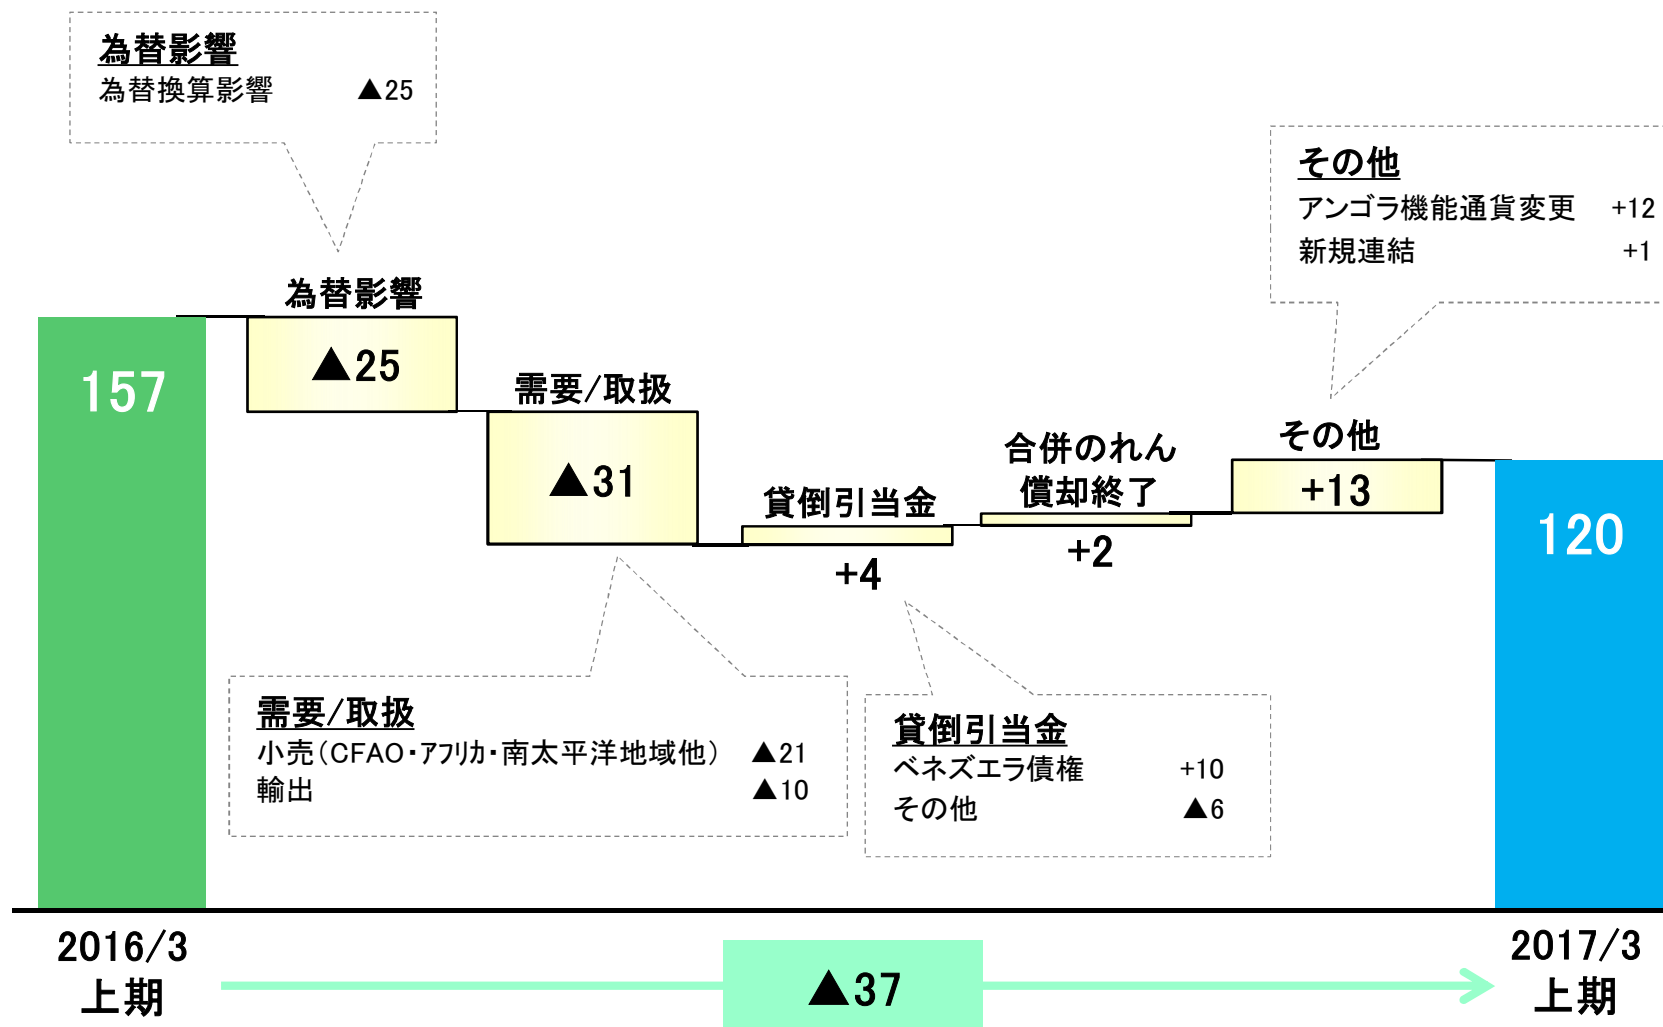 為替影響
為替換算影響 ▲25
その他
アンゴラ機能通貨変更 +12
新規連結 +1
為替影響
▲25
157
需要/取扱
▲31
貸倒引当金
+4
合併のれん
償却終了
+2
その他
+13
120
需要/取扱
小売(CFAO・アフリカ・南太平洋地域他) ▲21
輸出 ▲10
貸倒引当金
ベネズエラ債権 +10
その他 ▲6
2016/3
上期
▲37
2017/3
上期